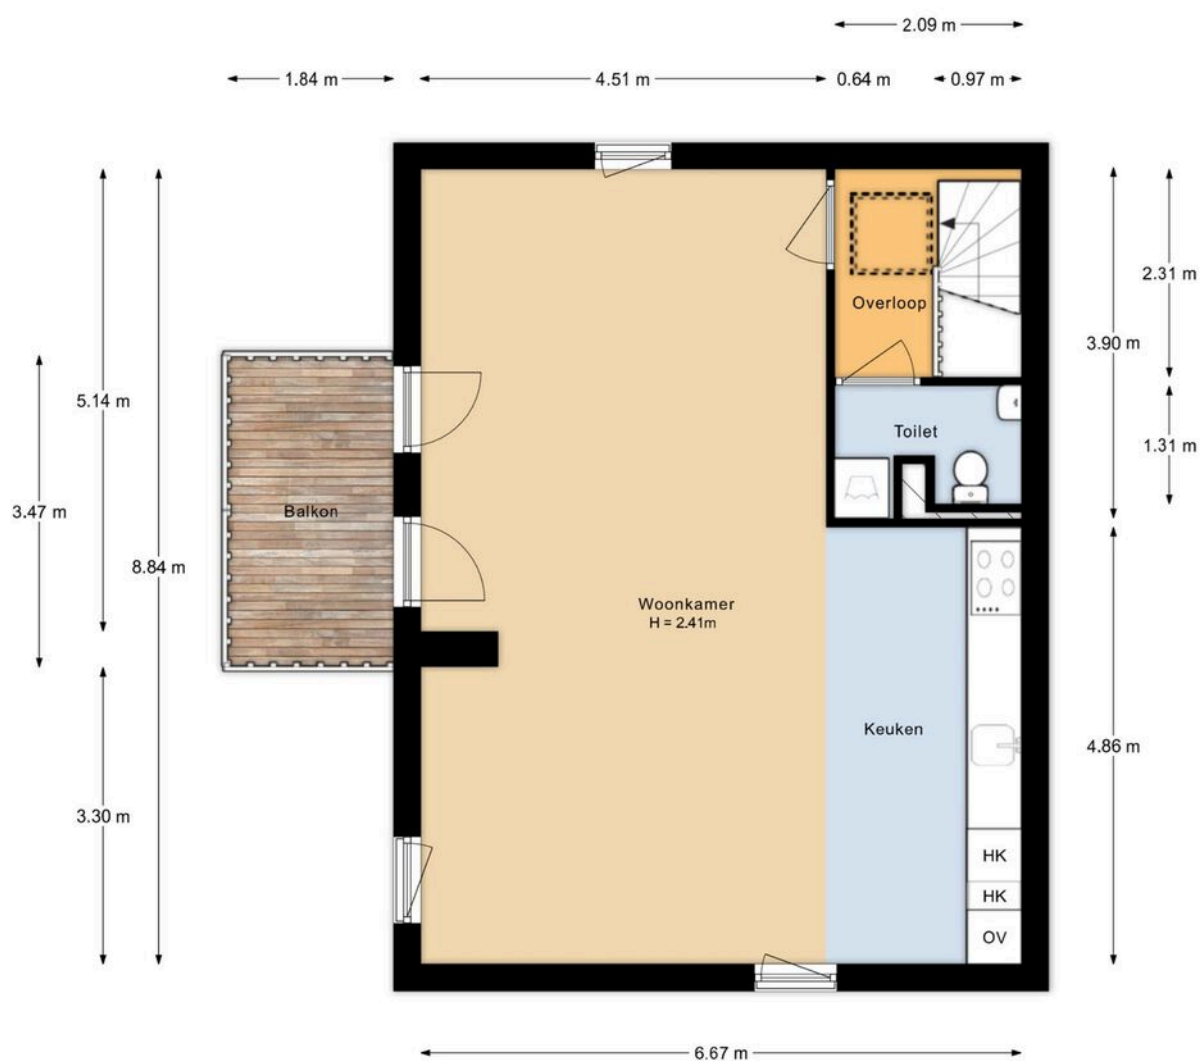 2.09 m
1.84 m
4.51 m
0.64 m
0.97 m
2.31 m
Overloop
3.90 m
5.14 m
Toilet
1.31 m
3.47 m
Balkon
8.84 m
Woonkamer
H = 2.41m
Keuken
4.86 m
3.30 m
HK
HK
OV
6.67 m